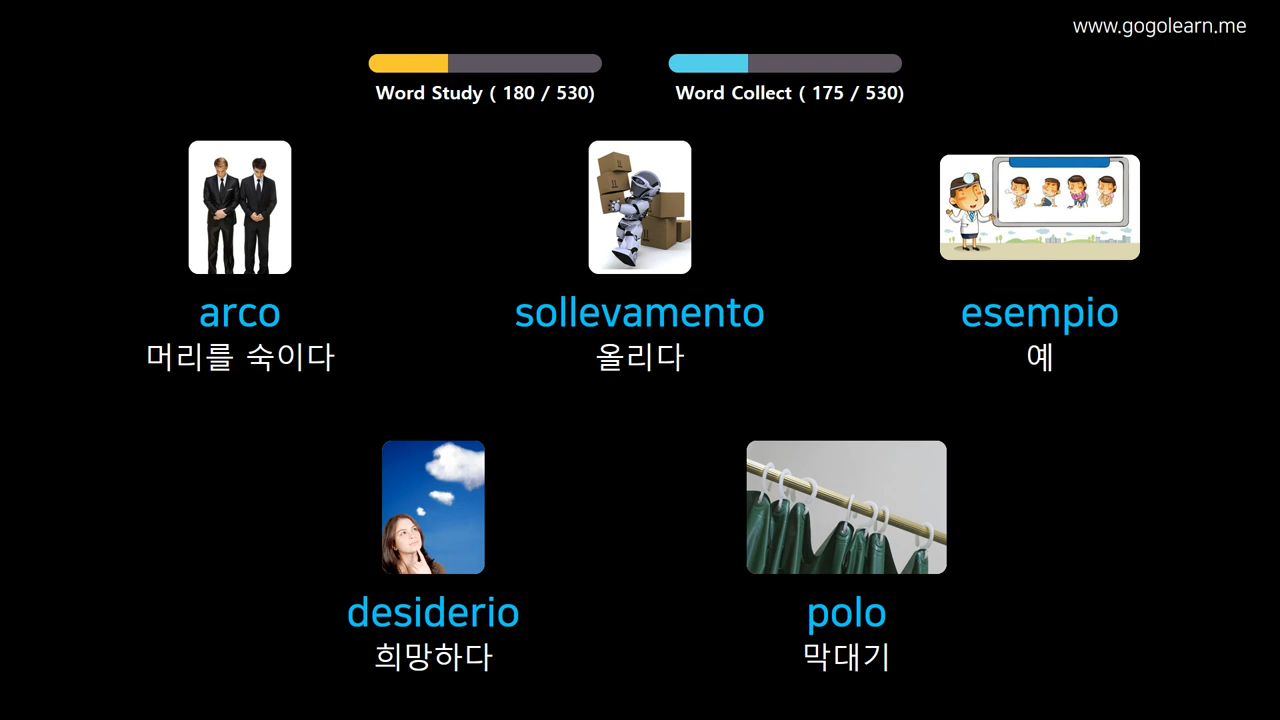 www.gogolearn.me
Word Study ( 180 / 530)
Word Collect ( 175 / 530)
arco
머리를 숙이다
sollevamento
올리다
esempio
예
desiderio
희망하다
polo
막대기